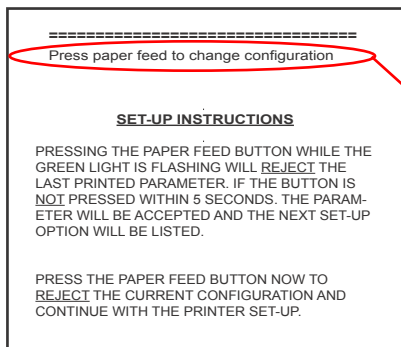 ==================================
Press paper feed to change configuration
SET-UP INSTRUCTIONS
PRESSING THE PAPER FEED BUTTON WHILE THE
GREEN LIGHT IS FLASHING WILL REJECT THE
LAST PRINTED PARAMETER. IF THE BUTTON IS
NOT PRESSED WITHIN 5 SECONDS. THE PARAM-
ETER WILL BE ACCEPTED AND THE NEXT SET-UP
OPTION WILL BE LISTED.
PRESS THE PAPER FEED BUTTON NOW TO
REJECT THE CURRENT CONFIGURATION AND
CONTINUE WITH THE PRINTER SET-UP.